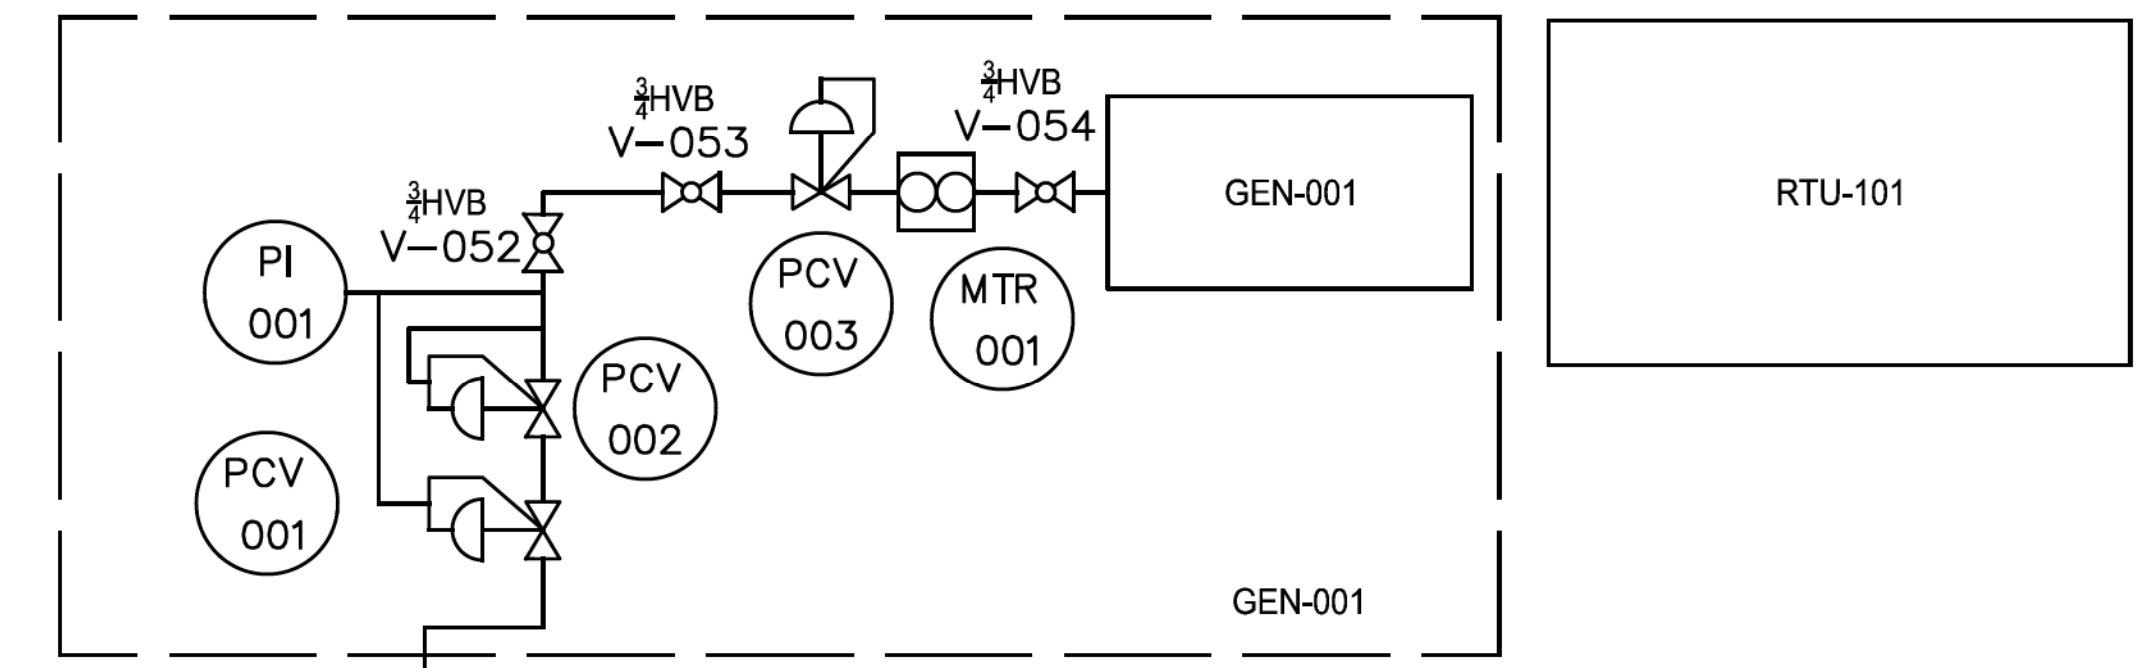 ¾HVB
V-054
¾HVB
V-053
GEN-001
RTU-101
¾HVB
V-052
PI
001
PCV
003
MTR
001
PCV
002
PCV
001
GEN-001